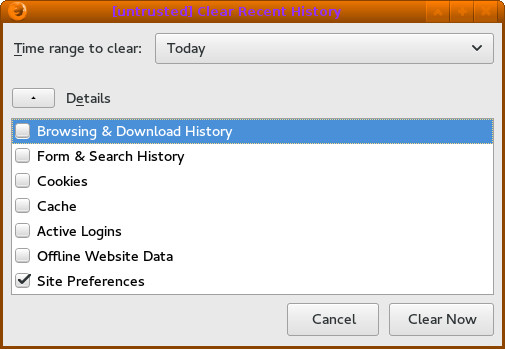 [untrusted] Clear Recent History
Time range to clear: Today
Details
Browsing & Download History
Form & Search History
Cookies
Cache
Active Logins
Offline Website Data
Site Preferences
Cancel Clear Now